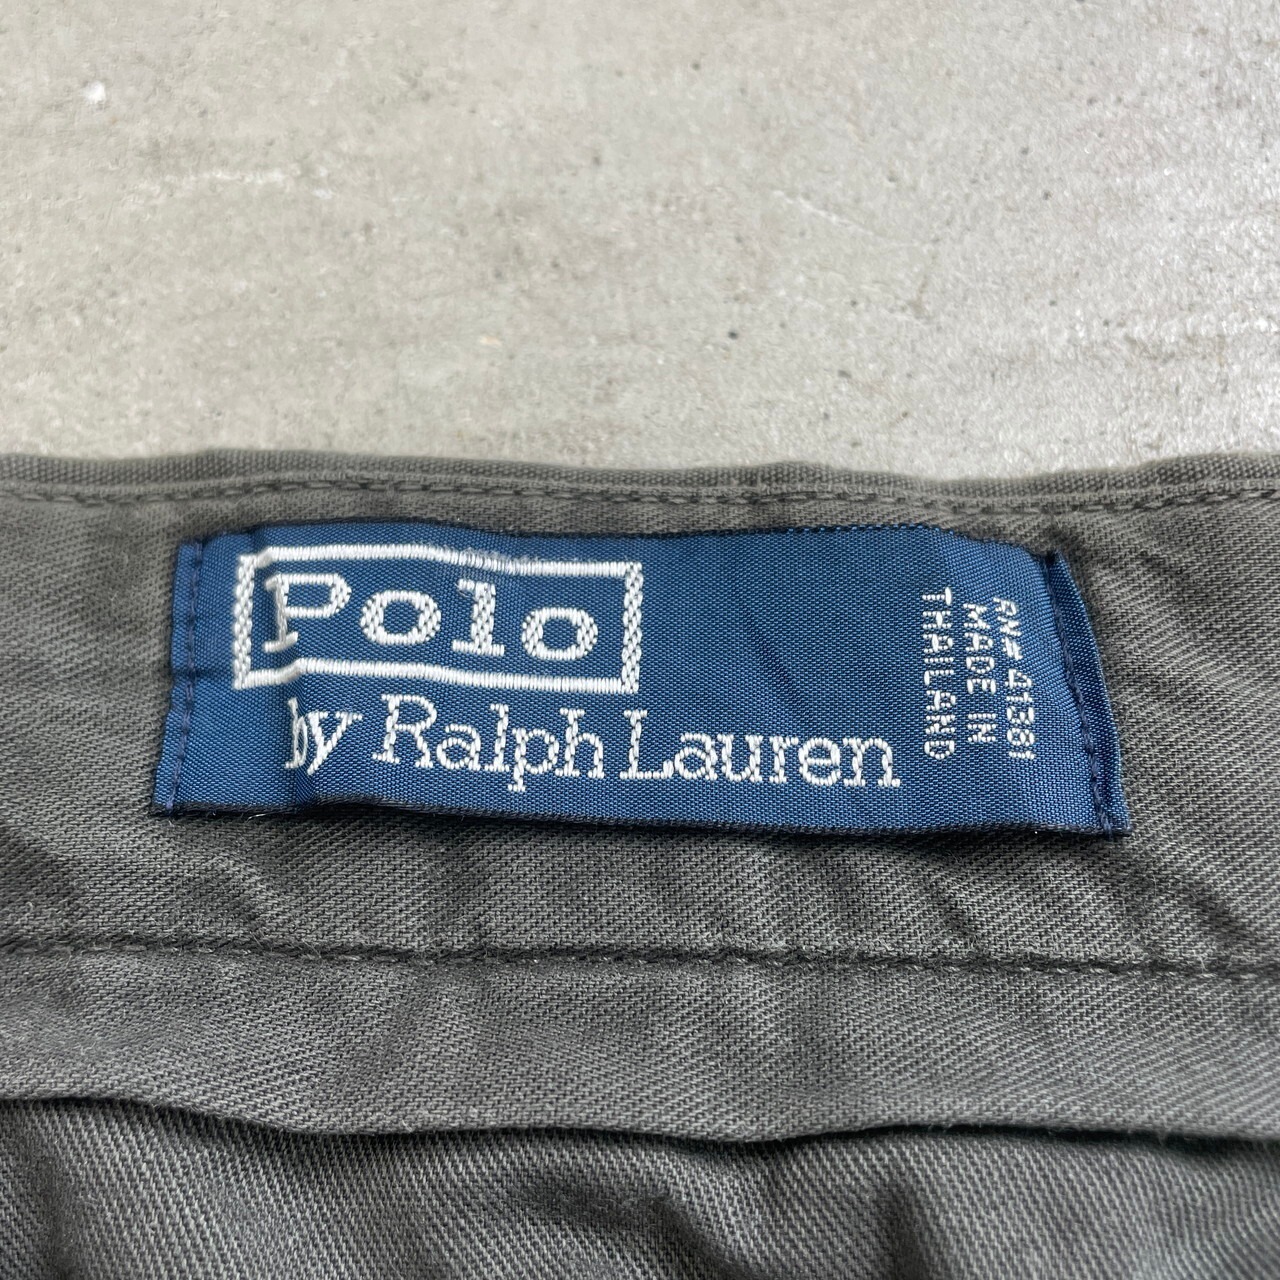 Polo
by Ralph Lauren
RN=41381
MADE IN
THAILAND